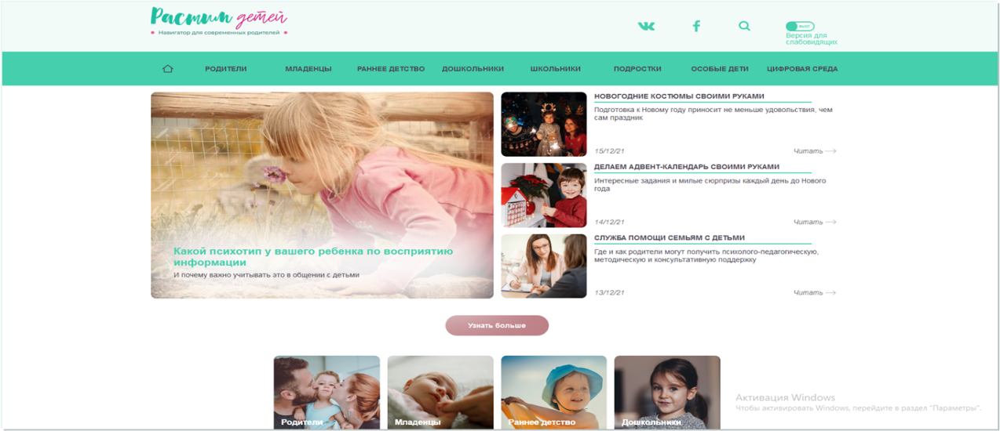 Растим детей
Навигатор для современных родителей
Версия для
слабовидящих
РОДИТЕЛИ МЛАДЕНЦЫ РАННЕЕ ДЕТСТВО ДОШКОЛЬНИКИ ШКОЛЬНИКИ ПОДРОСТКИ ОСОБЫЕ ДЕТИ ЦИФРОВАЯ СРЕДА
Какой психотип у вашего ребенка по восприятию
информации
И почему важно учитывать это в общении с детьми
НОВОГОДНИЕ КОСТЮМЫ СВОИМИ РУКАМИ
Подготовка к Новому году приносит не меньше удовольствия, чем
сам праздник
15/12/21 Читать
ДЕЛАЕМ АДВЕНТ-КАЛЕНДАРЬ СВОИМИ РУКАМИ
Интересные задания и милые сюрпризы каждый день до Нового
года
14/12/21 Читать
СЛУЖБА ПОМОЩИ СЕМЬЯМ С ДЕТЬМИ
Где и как родители могут получить психолого-педагогическую,
методическую и консультативную поддержку
13/12/21 Читать
Узнать больше
Родители Младенцы Раннее детство Дошкольники
Активация Windows
Чтобы активировать Windows, перейдите в раздел "Параметры".